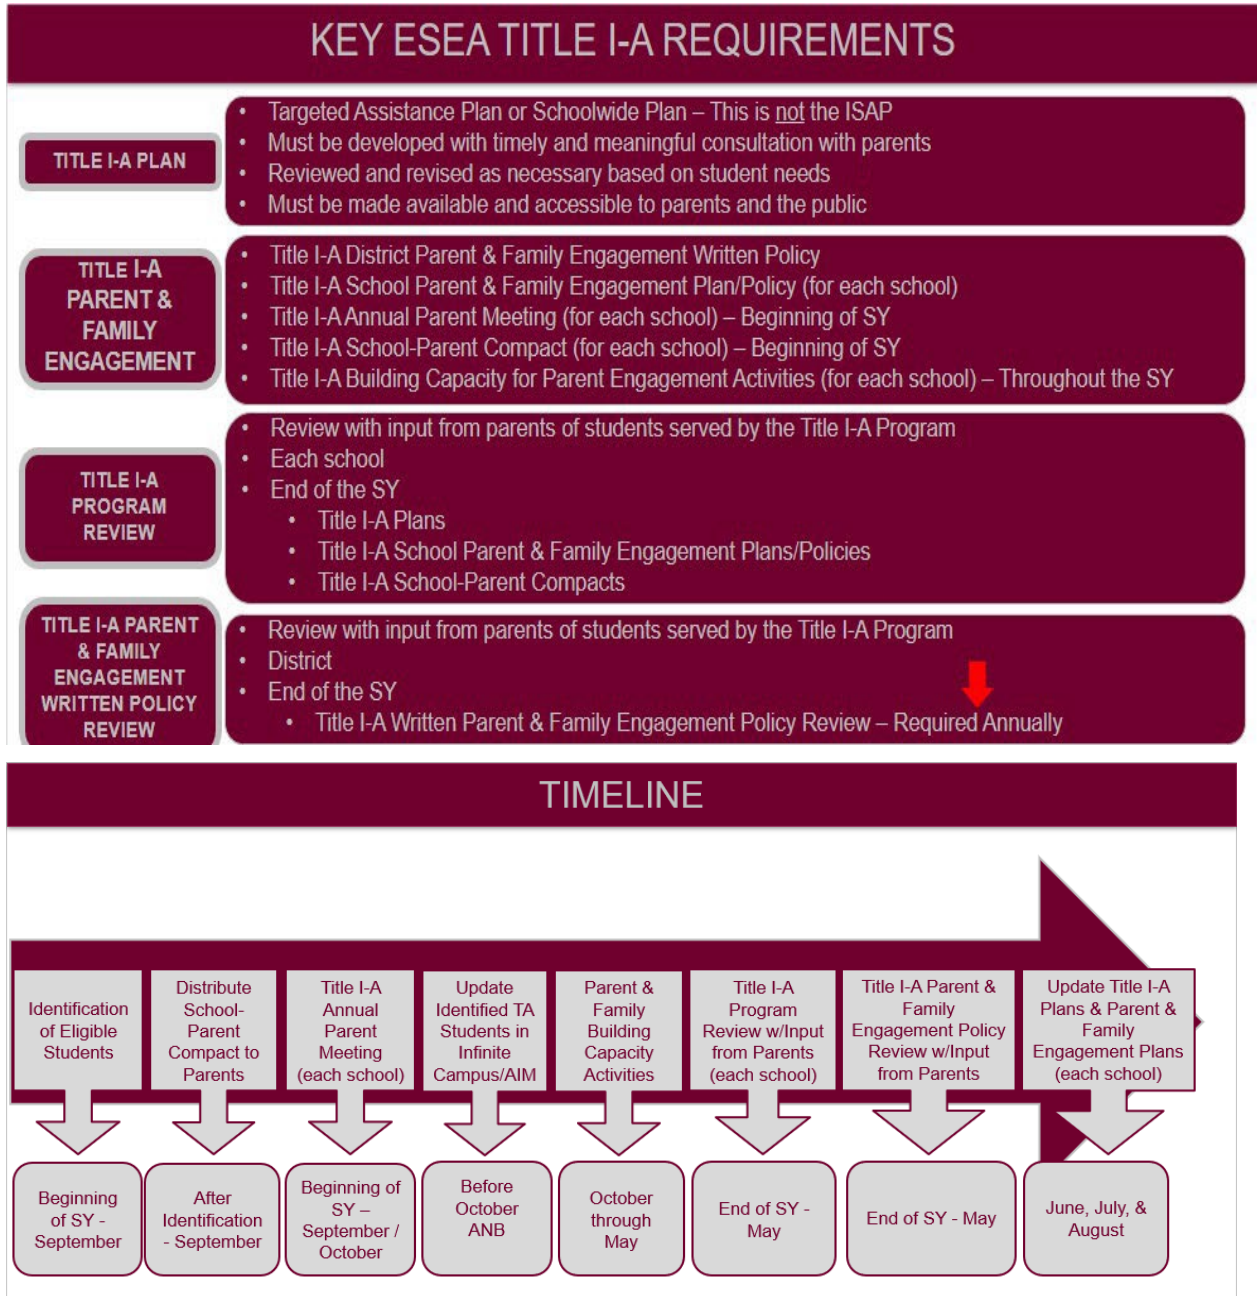 KEY ESEA TITLE I-A REQUIREMENTS
TITLE I-A PLAN
• Targeted Assistance Plan or Schoolwide Plan – This is not the ISAP
• Must be developed with timely and meaningful consultation with parents
• Reviewed and revised as necessary based on student needs
• Must be made available and accessible to parents and the public
TITLE I-A
PARENT &
FAMILY
ENGAGEMENT
• Title I-A District Parent & Family Engagement Written Policy
• Title I-A School Parent & Family Engagement Plan/Policy (for each school)
• Title I-A Annual Parent Meeting (for each school) – Beginning of SY
• Title I-A School-Parent Compact (for each school) – Beginning of SY
• Title I-A Building Capacity for Parent Engagement Activities (for each school) – Throughout the SY
TITLE I-A
PROGRAM
REVIEW
• Review with input from parents of students served by the Title I-A Program
• Each school
• End of the SY
• Title I-A Plans
• Title I-A School Parent & Family Engagement Plans/Policies
• Title I-A School-Parent Compacts
TITLE I-A PARENT
& FAMILY
ENGAGEMENT
WRITTEN POLICY
REVIEW
• Review with input from parents of students served by the Title I-A Program
• District
• End of the SY
• Title I-A Written Parent & Family Engagement Policy Review – Required Annually
TIMELINE
Identification
of Eligible
Students
Beginning
of SY -
September
Distribute
School-
Parent
Compact to
Parents
After
Identification
- September
Title I-A
Annual
Parent
Meeting
(each school)
Beginning of
SY –
September /
October
Update
Identified TA
Students in
Infinite
Campus/AIM
Before
October
ANB
Parent &
Family
Building
Capacity
Activities
October
through
May
Title I-A
Program
Review w/Input
from Parents
(each school)
End of SY -
May
Title I-A Parent &
Family
Engagement Policy
Review w/Input
from Parents
End of SY - May
Update Title I-A
Plans & Parent &
Family
Engagement Plans
(each school)
June, July, &
August